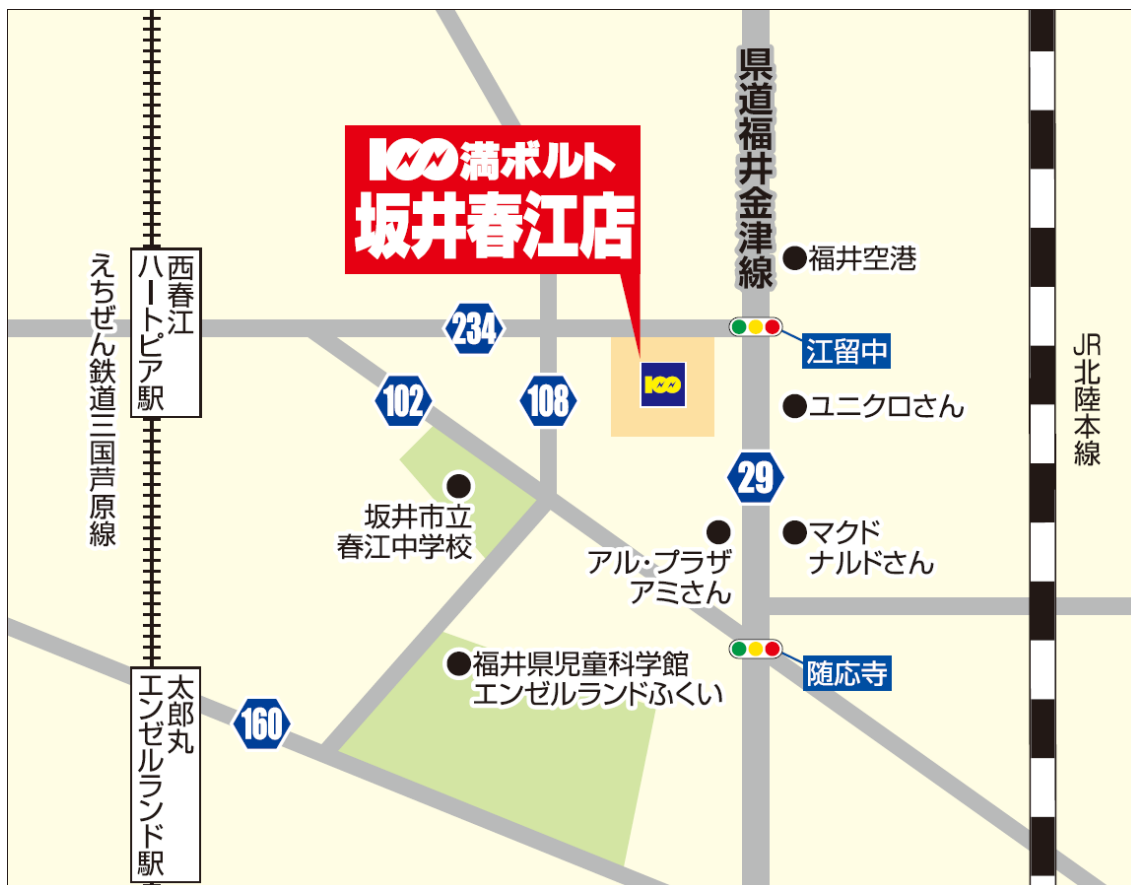 県道福井金津線
100満ボルト
坂井春江店
福井空港
西春江
ハートピア駅
えちぜん鉄道三国芦原線
234
江留中
JR北陸本線
102
108
100
ユニクロさん
29
坂井市立
春江中学校
アル・プラザ
アミさん
マクド
ナルドさん
福井県児童科学館
エンゼルランドふくい
随応寺
160
太郎丸
エンゼルランド駅